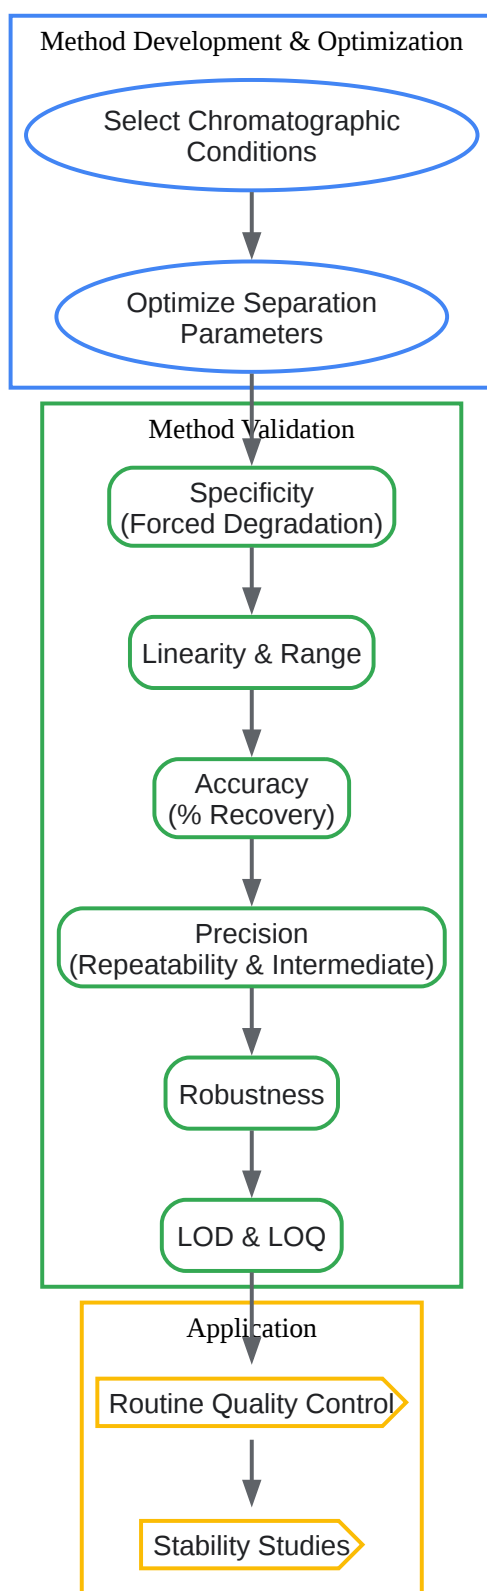 Method Development & Optimization
Select Chromatographic
Conditions
Optimize Separation
Parameters
Method Validation
Specificity
(Forced Degradation)
Linearity & Range
Accuracy
(% Recovery)
Precision
(Repeatability & Intermediate)
Robustness
LOD & LOQ
Application
Routine Quality Control
Stability Studies